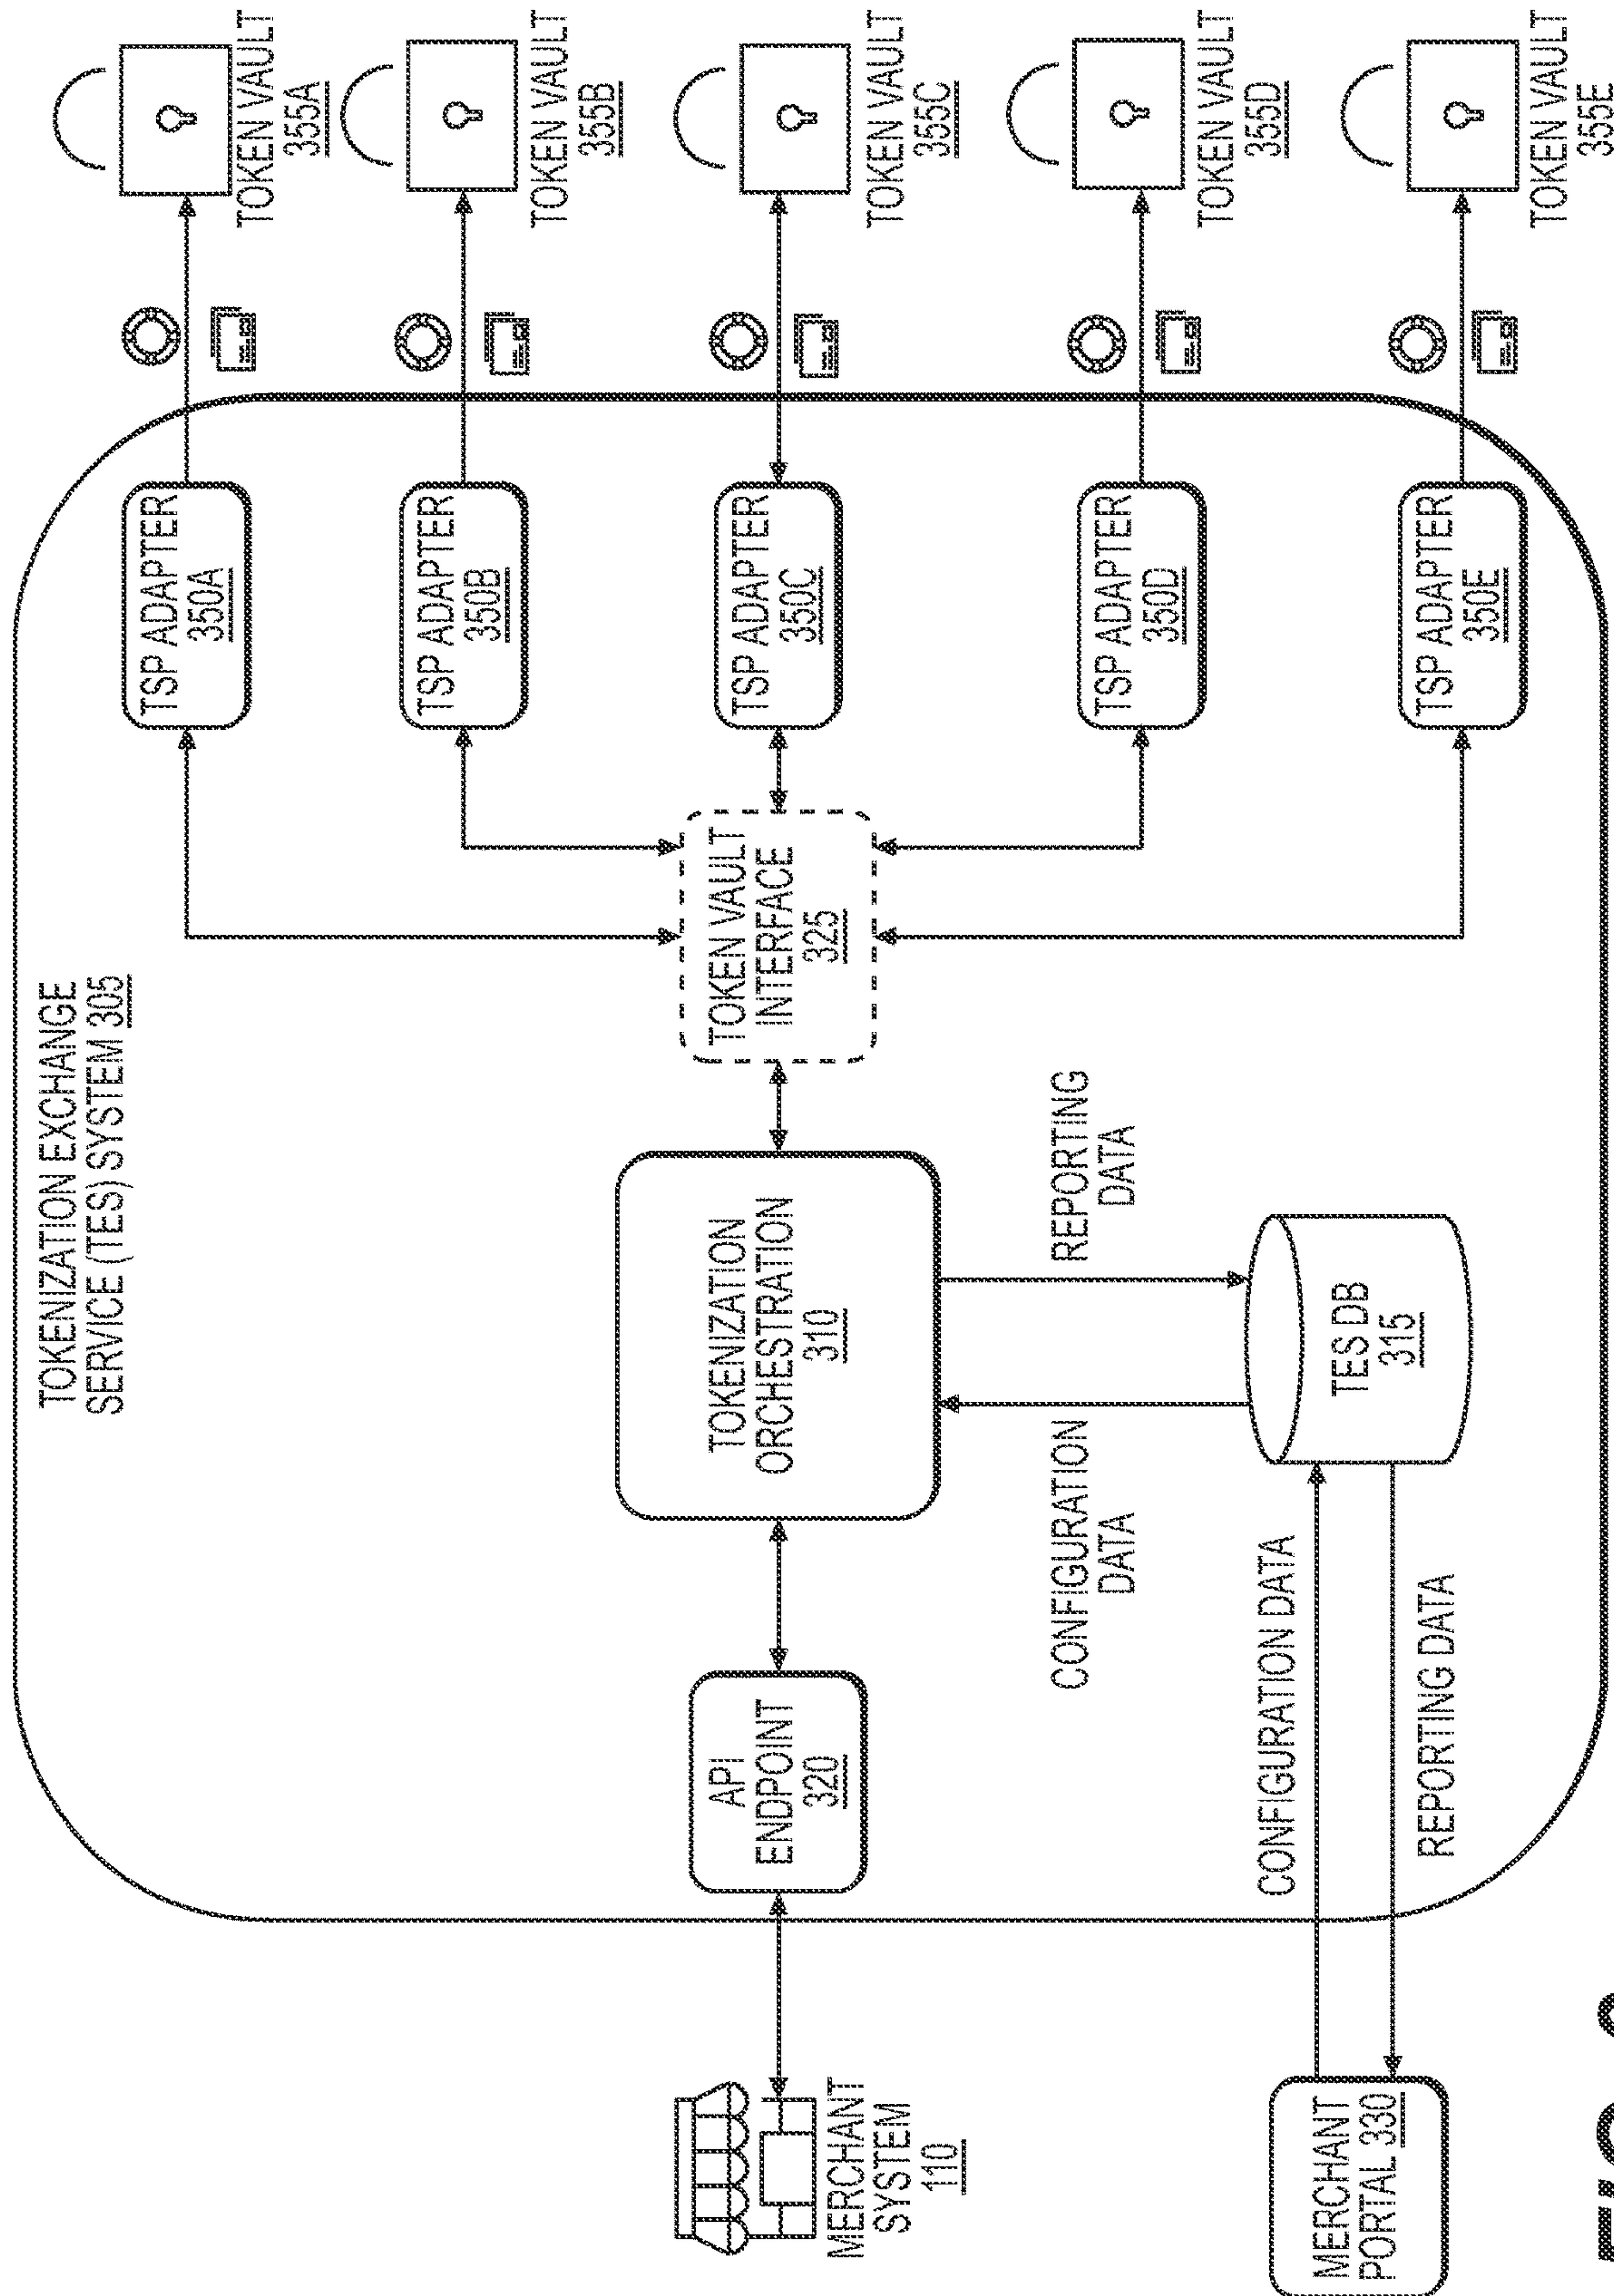 TOKENIZATION EXCHANGE
SERVICE (TES) SYSTEM 305
MERCHANT
SYSTEM
110
API
ENDPOINT
320
TOKENIZATION
ORCHESTRATION
310
TOKEN VAULT
INTERFACE
325
TSP ADAPTER
350A
TOKEN VAULT
355A
TSP ADAPTER
350B
TOKEN VAULT
355B
TSP ADAPTER
350C
TOKEN VAULT
355C
TSP ADAPTER
350D
TOKEN VAULT
355D
TSP ADAPTER
350E
TOKEN VAULT
355E
CONFIGURATION
DATA
REPORTING
DATA
TES DB
315
CONFIGURATION DATA
REPORTING DATA
MERCHANT
PORTAL 330